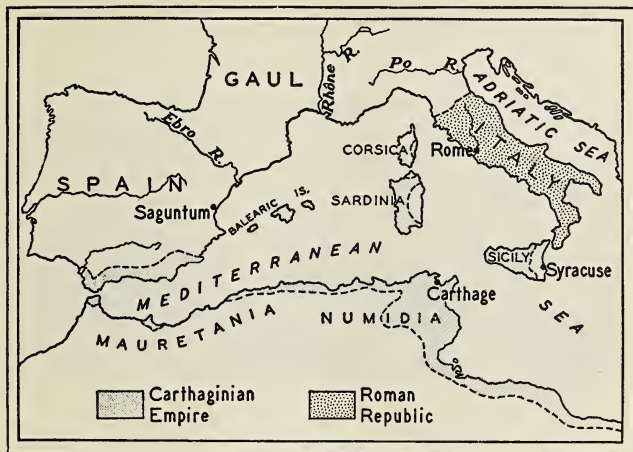 GAUL
Rhône R.
Po R.
ADRIATIC SEA
ITALY
Ebro R.
CORSICA
Rome
SPAIN
Saguntum
BALEARIC IS.
SARDINIA
SICILY
Syracuse
MEDITERRANEAN SEA
Carthage
MAURETANIA
NUMIDIA
Carthaginian
Empire
Roman
Republic